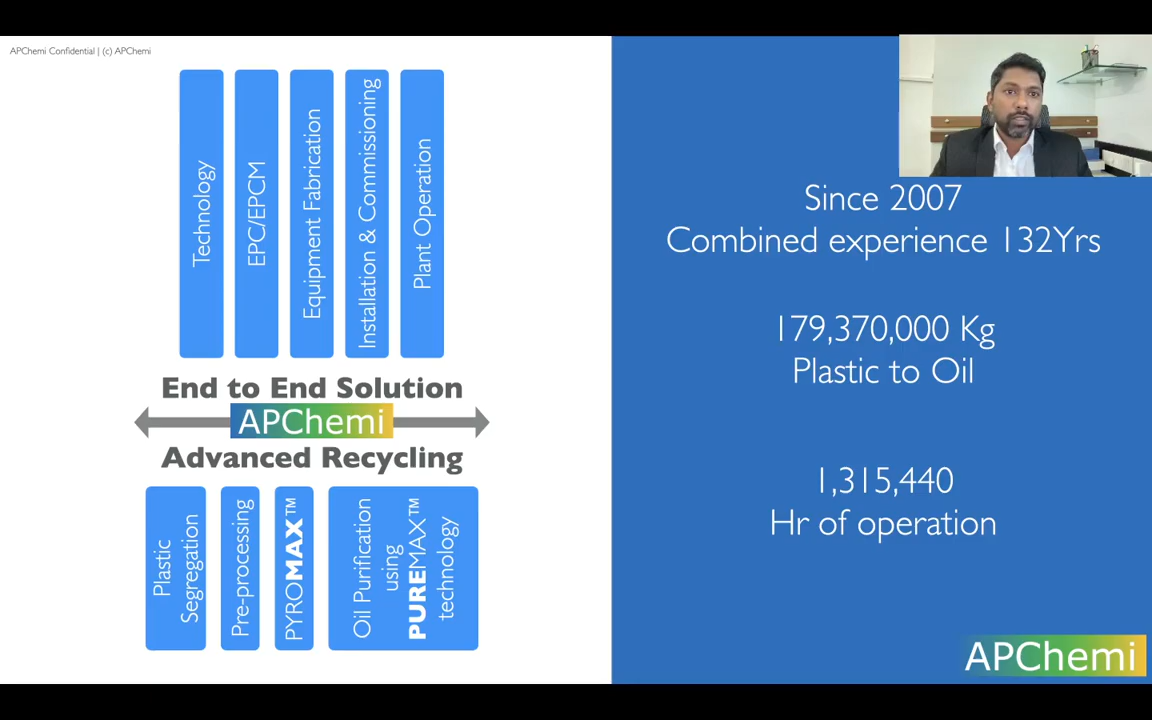 APChemi Confidential | (c) APChemi
Technology
EPC/EPCM
Equipment Fabrication
Installation & Commissioning
Plant Operation
End to End Solution
APChemi
Advanced Recycling
Plastic
Segregation
Pre-processing
PYROMAX™
Oil Purification
using
PUREMAX™
technology
Since 2007
Combined experience 132Yrs
179,370,000 Kg
Plastic to Oil
1,315,440
Hr of operation
APChemi